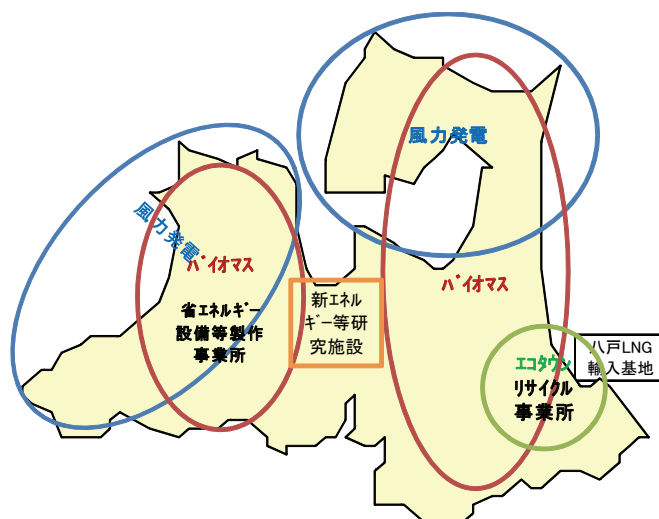 風力発電
風力発電
バイオマス
バイオマス
省エネルギー
設備等製作
事業所
新エネル
ギー等研
究施設
エコタウン
リサイクル
事業所
八戸LNG
輸入基地